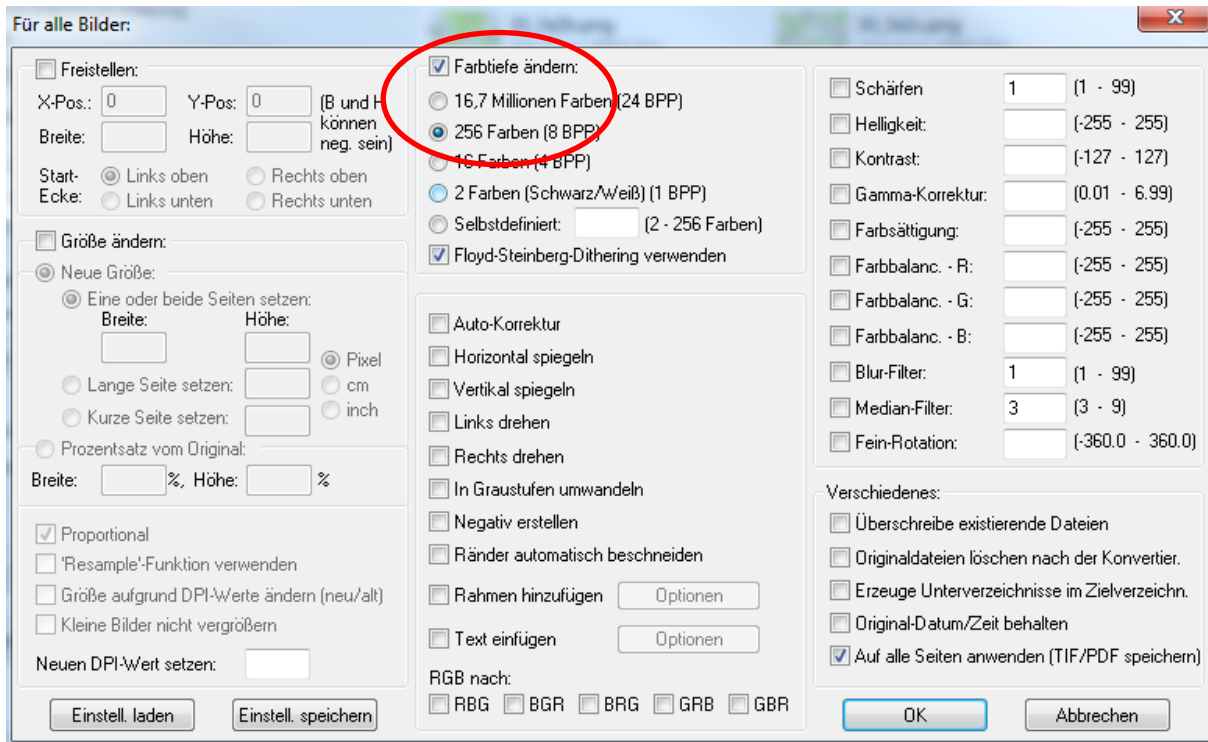 Für alle Bilder:
Freistellen:
X-Pos.: 0 Y-Pos: 0 (B und H können neg. sein)
Breite: Höhe:
Start-Ecke: Links oben Rechts oben
Links unten Rechts unten
Größe ändern:
Neue Größe:
Eine oder beide Seiten setzen:
Breite: Höhe:
Pixel
Lange Seite setzen: cm
Kurze Seite setzen: inch
Prozentsatz vom Original:
Breite: %, Höhe: %
Proportional
'Resample'-Funktion verwenden
Größe aufgrund DPI-Werte ändern (neu/alt)
Kleine Bilder nicht vergrößern
Neuen DPI-Wert setzen:
Einstell. laden Einstell. speichern
Farbtiefe ändern:
16,7 Millionen Farben (24 BPP)
256 Farben (8 BPP)
16 Farben (4 BPP)
2 Farben (Schwarz/Weiß) (1 BPP)
Selbstdefiniert: (2 - 256 Farben)
Floyd-Steinberg-Dithering verwenden
Auto-Korrektur
Horizontal spiegeln
Vertikal spiegeln
Links drehen
Rechts drehen
In Graustufen umwandeln
Negativ erstellen
Ränder automatisch beschneiden
Rahmen hinzufügen Optionen
Text einfügen Optionen
RGB nach:
RBG BGR BRG GRB GBR
Schärfen 1 (1 - 99)
Helligkeit: (-255 - 255)
Kontrast: (-127 - 127)
Gamma-Korrektur: (0.01 - 6.99)
Farbsättigung: (-255 - 255)
Farbbalanc. - R: (-255 - 255)
Farbbalanc. - G: (-255 - 255)
Farbbalanc. - B: (-255 - 255)
Blur-Filter: 1 (1 - 99)
Median-Filter: 3 (3 - 9)
Fein-Rotation: (-360.0 - 360.0)
Verschiedenes:
Überschreibe existierende Dateien
Originaldateien löschen nach der Konvertier.
Erzeuge Unterverzeichnisse im Zielverzeichn.
Original-Datum/Zeit behalten
Auf alle Seiten anwenden (TIF/PDF speichern)
OK Abbrechen